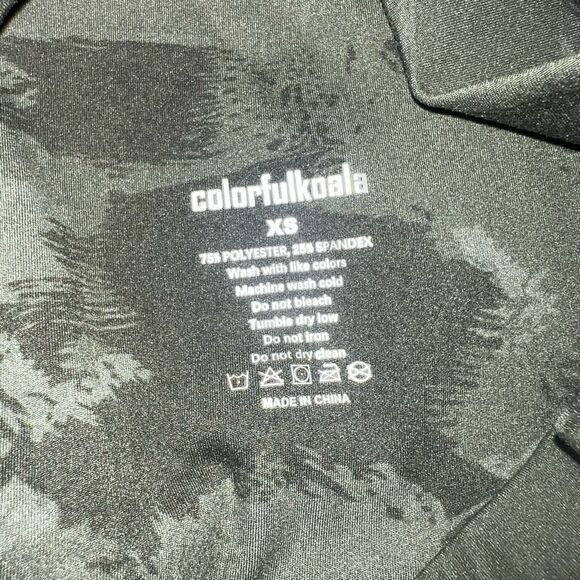 colorfulkoala
XS
75% POLYESTER, 25% SPANDEX
Wash with like colors
Machine wash cold
Do not bleach
Tumble dry low
Do not iron
Do not dry clean
MADE IN CHINA